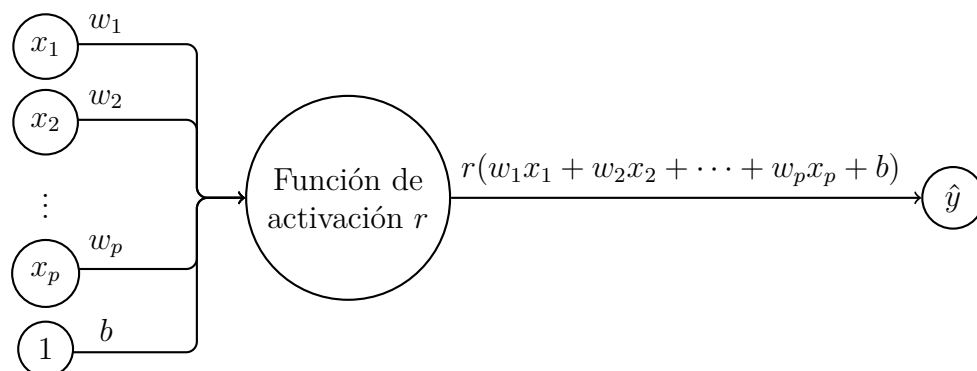 x₁ w₁
x₂ w₂
⋮
xₚ wₚ
1 b
Función de
activación r
r(w₁x₁ + w₂x₂ + ⋯ + wₚxₚ + b)
ŷ